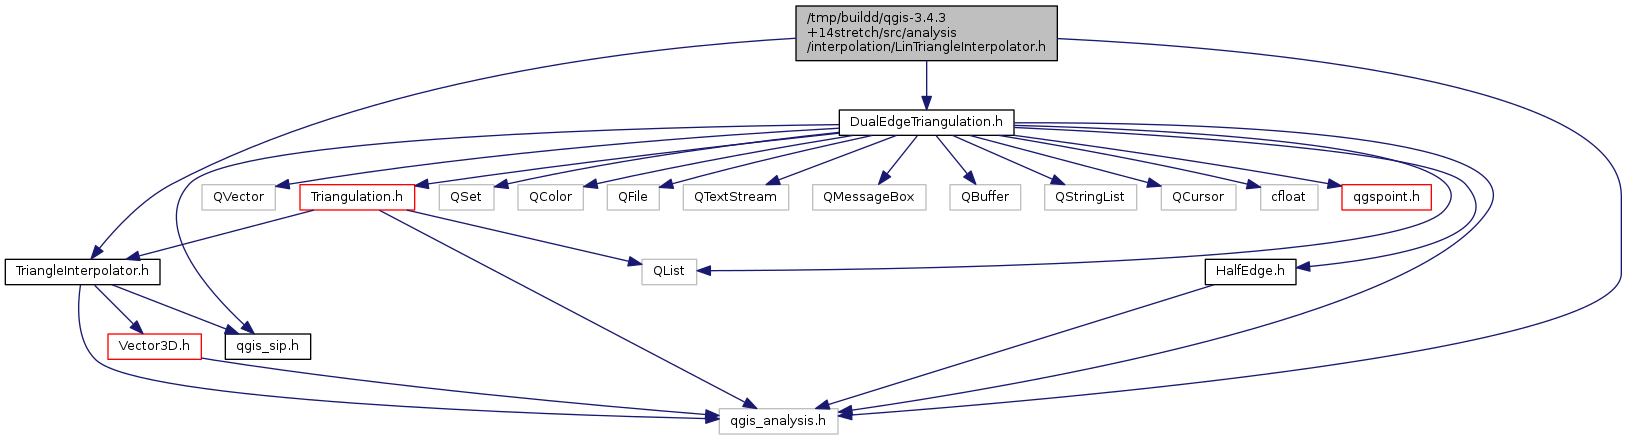 /tmp/buildd/qgis-3.4.3
+14stretch/src/analysis
/interpolation/LinTriangleInterpolator.h
DualEdgeTriangulation.h
QVector
Triangulation.h
QSet
QColor
QFile
QTextStream
QMessageBox
QBuffer
QStringList
QCursor
cfloat
qgspoint.h
TriangleInterpolator.h
QList
HalfEdge.h
Vector3D.h
qgis_sip.h
qgis_analysis.h